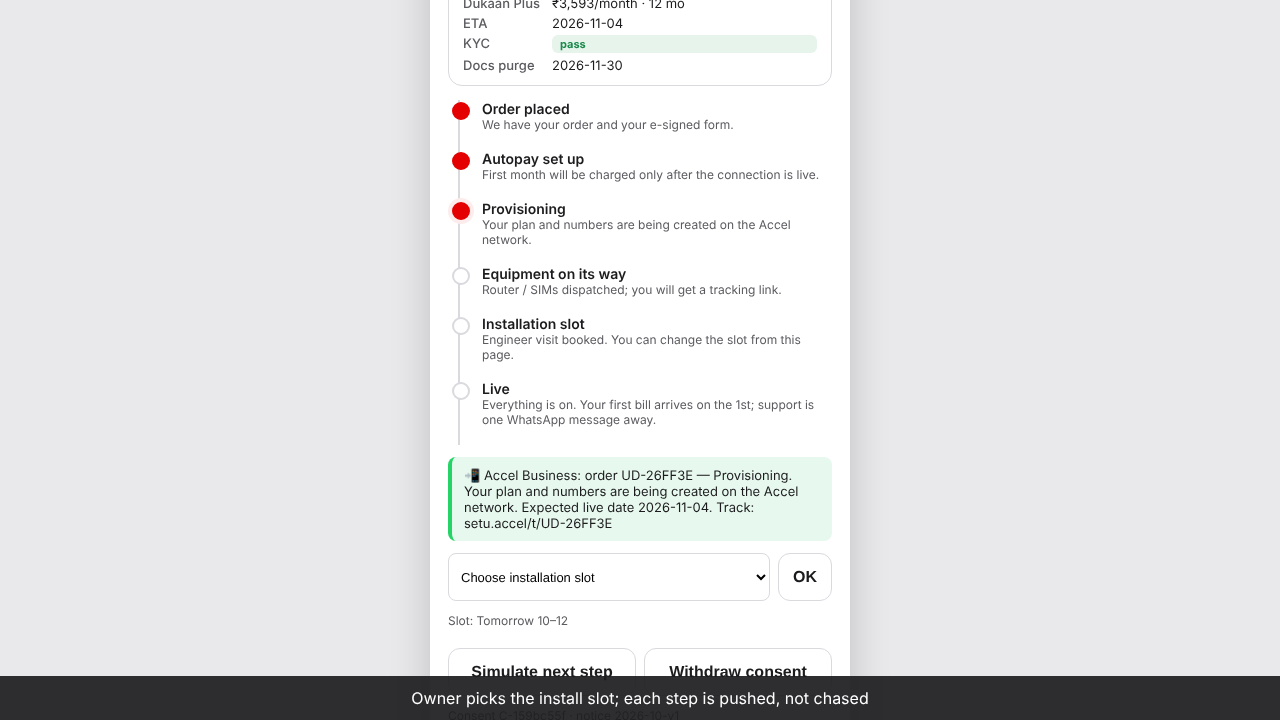 Dukaan Plus ₹3,593/month · 12 mo
ETA 2026-11-04
KYC pass
Docs purge 2026-11-30
Order placed
We have your order and your e-signed form.
Autopay set up
First month will be charged only after the connection is live.
Provisioning
Your plan and numbers are being created on the Accel
network.
Equipment on its way
Router / SIMs dispatched; you will get a tracking link.
Installation slot
Engineer visit booked. You can change the slot from this
page.
Live
Everything is on. Your first bill arrives on the 1st; support is
one WhatsApp message away.
📲 Accel Business: order UD-26FF3E — Provisioning.
Your plan and numbers are being created on the Accel
network. Expected live date 2026-11-04. Track:
setu.accel/t/UD-26FF3E
Choose installation slot OK
Slot: Tomorrow 10–12
Simulate next step Withdraw consent
Owner picks the install slot; each step is pushed, not chased